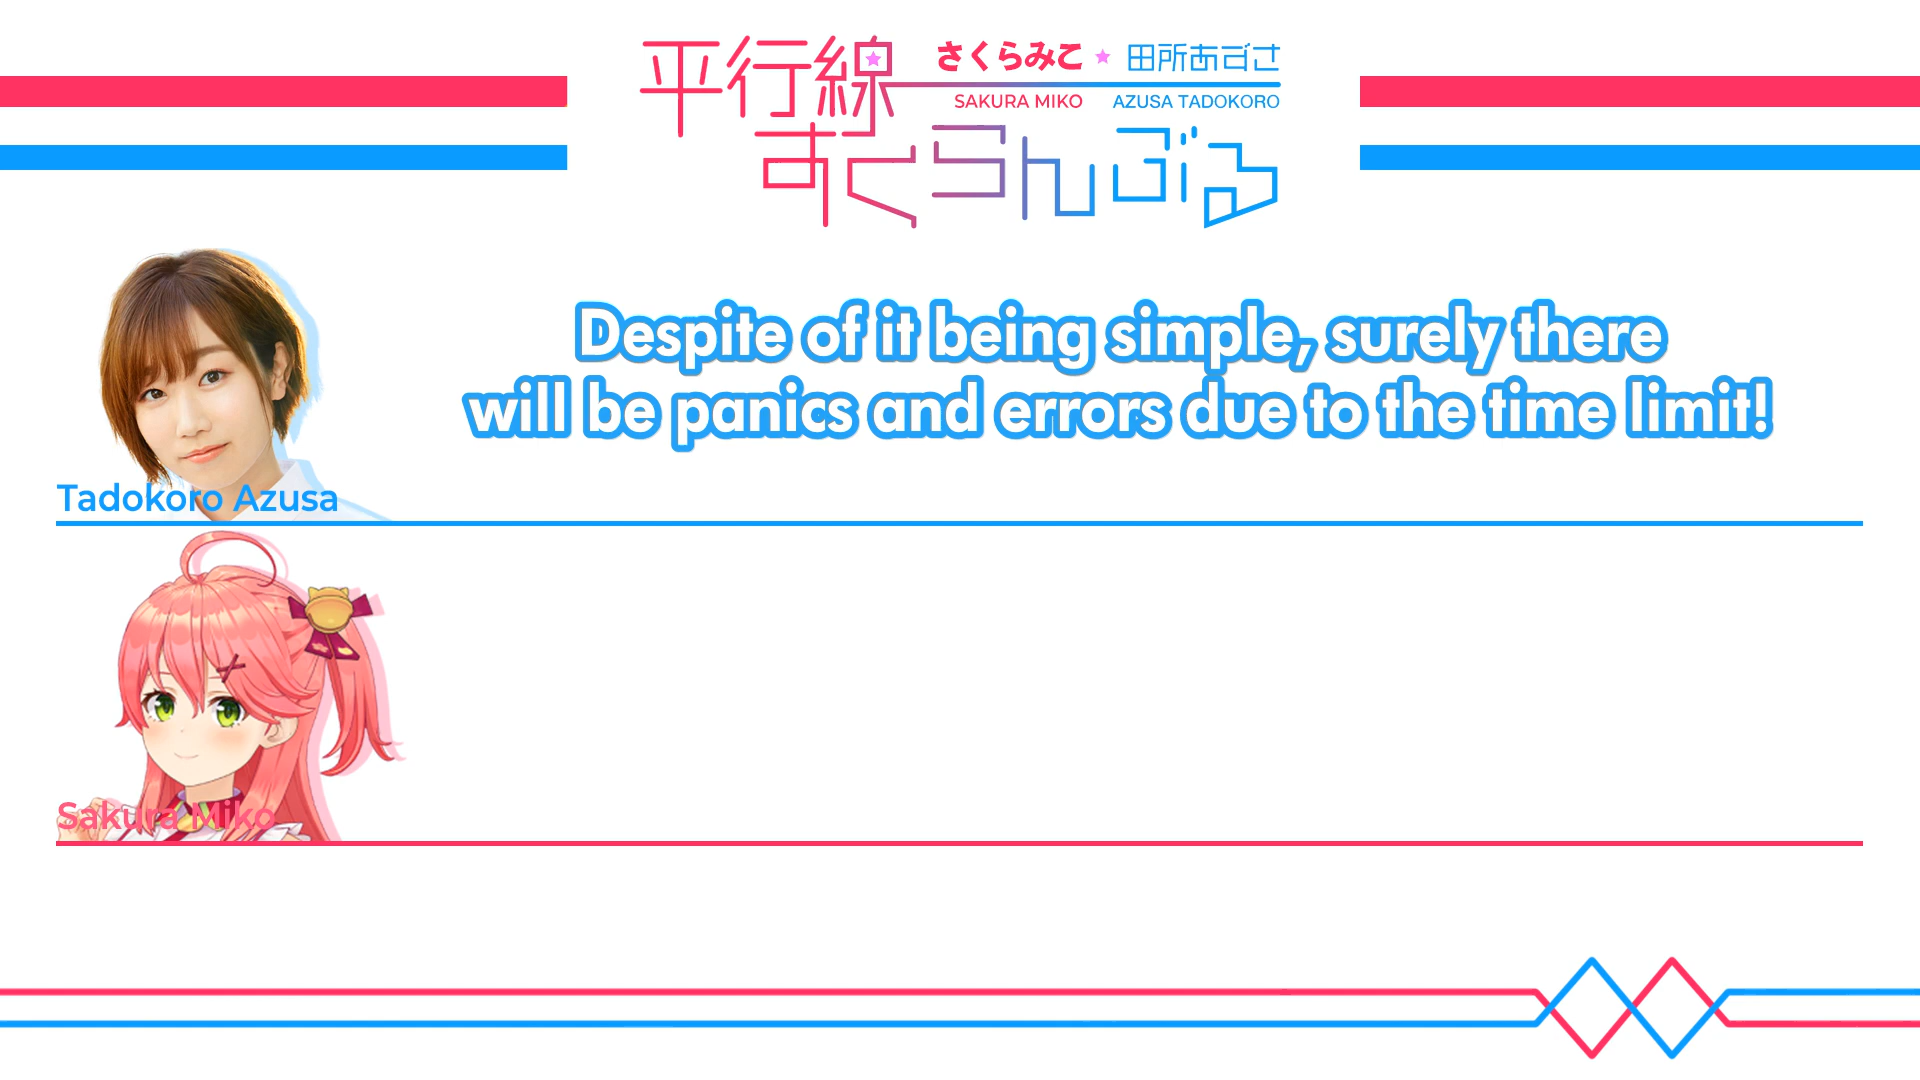 平行線 さくらみこ ★ 田所あずさ
SAKURA MIKO AZUSA TADOKORO
すくらんぶる
Despite of it being simple, surely there
will be panics and errors due to the time limit!
Tadokoro Azusa
Sakura Miko